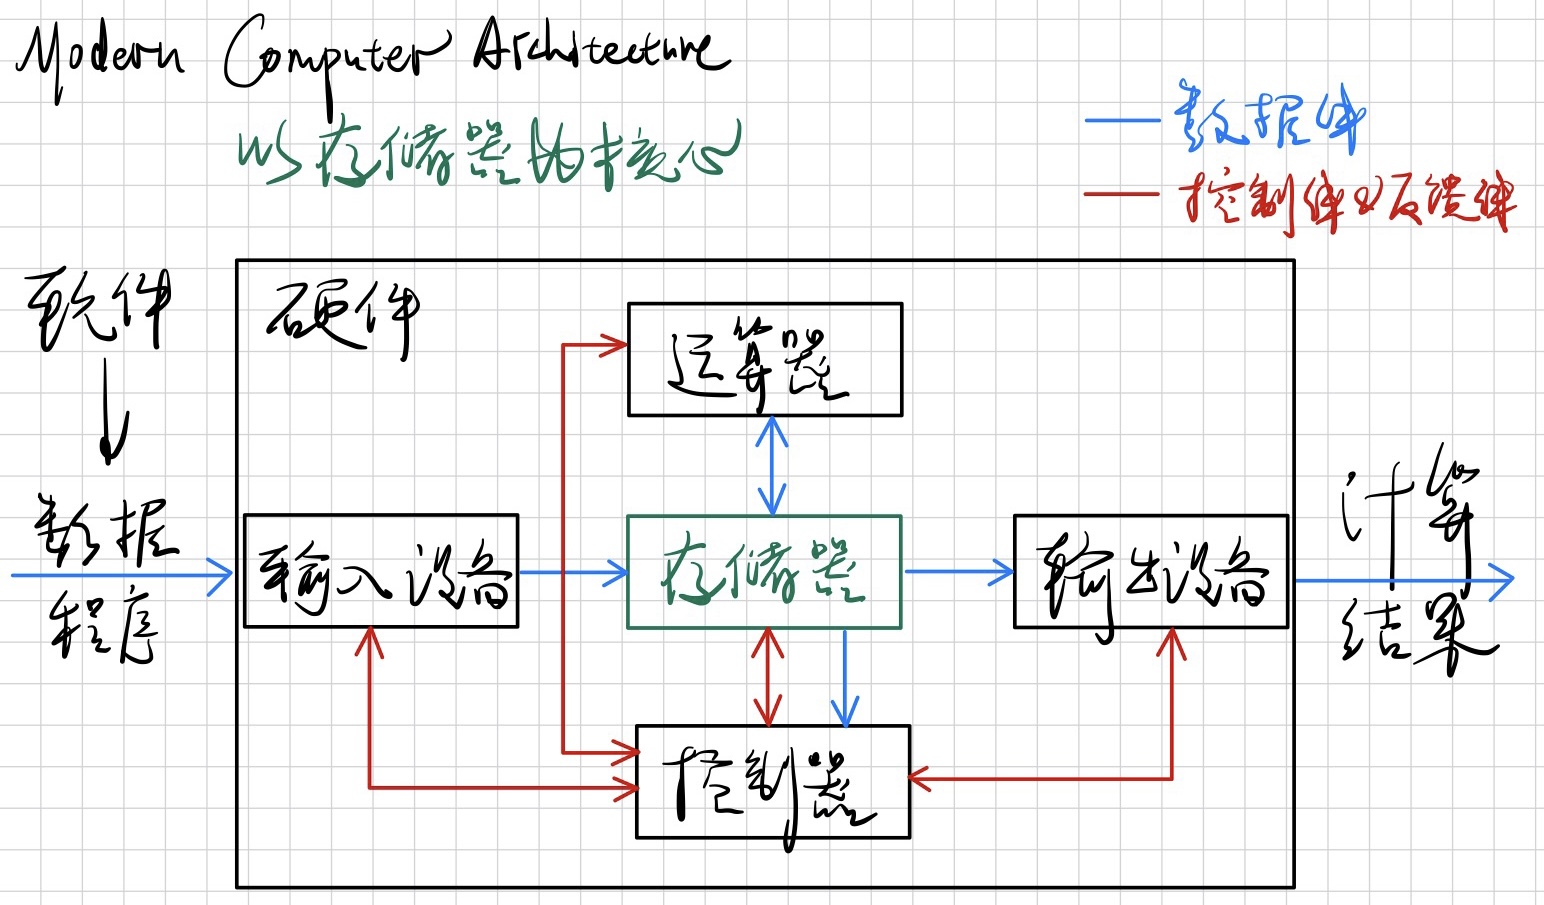 Modern Computer Architecture
以存储器为核心
数据线
控制线及反馈线
软件
硬件
运算器
数据
程序
输入设备
存储器
输出设备
计算
结果
控制器